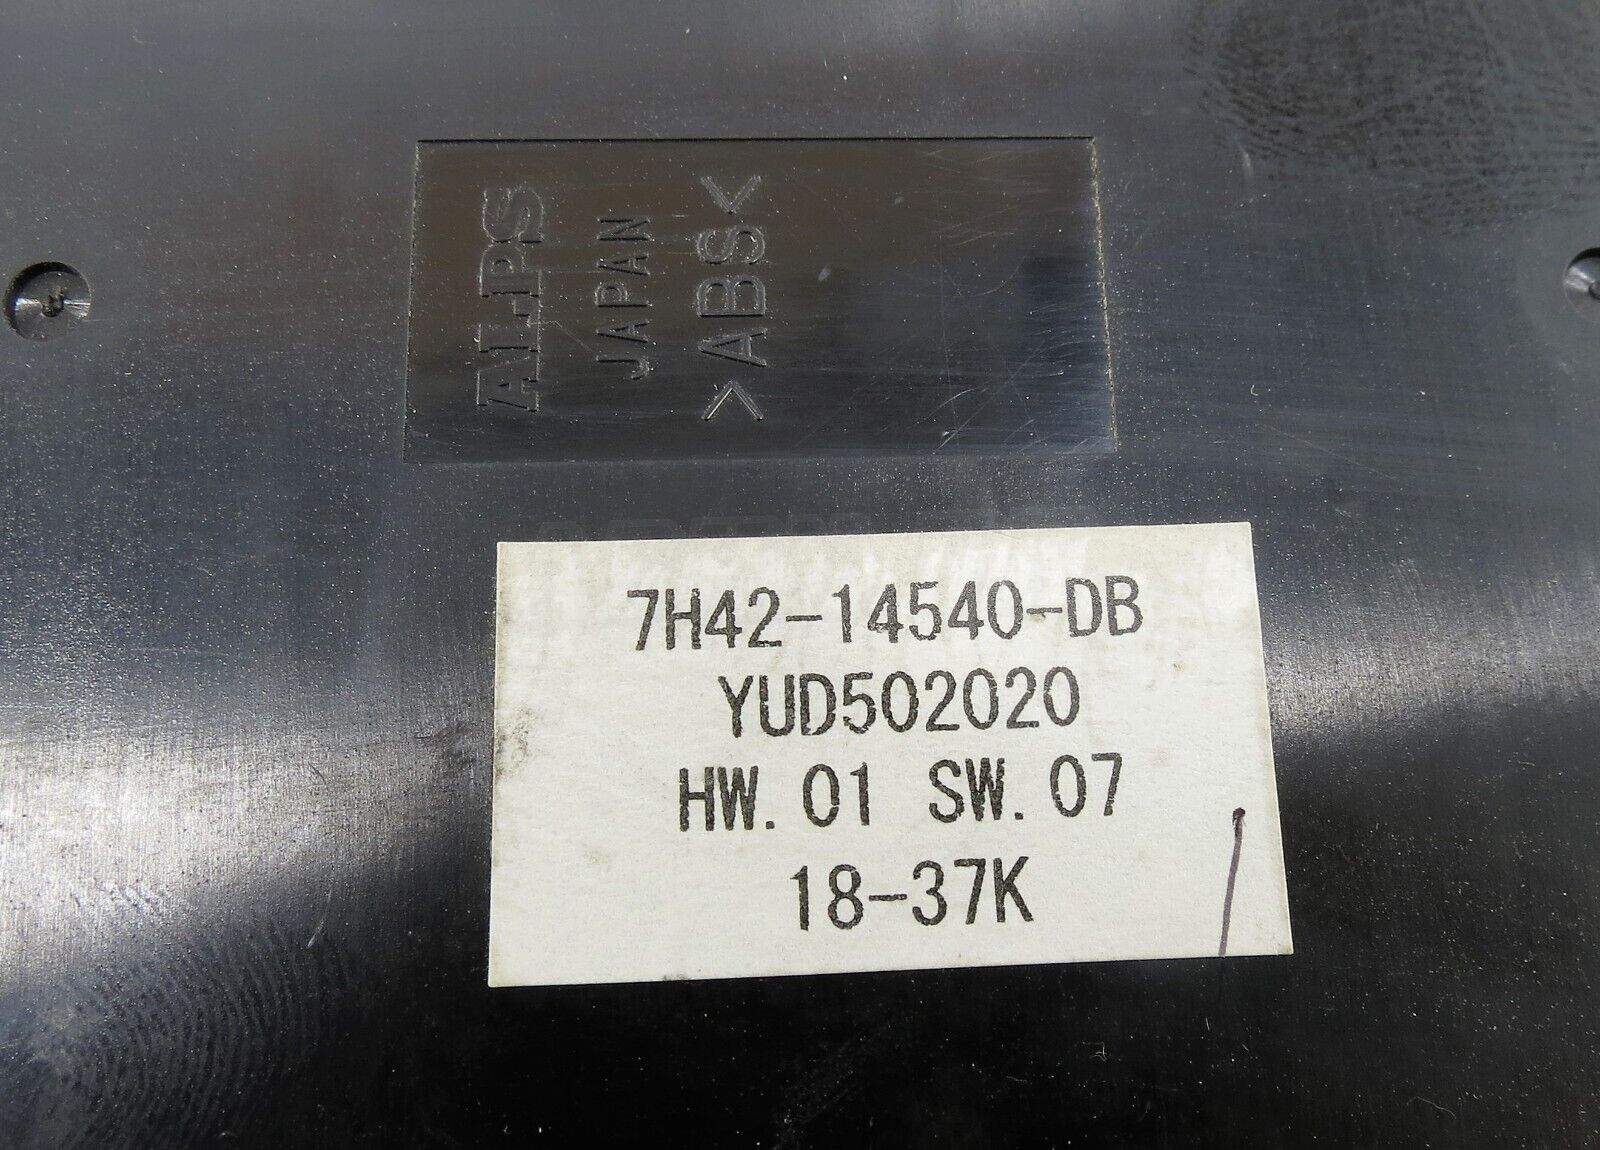 ALPS
JAPAN
>ABS<
7H42-14540-DB
YUD502020
HW. 01 SW. 07
18-37K